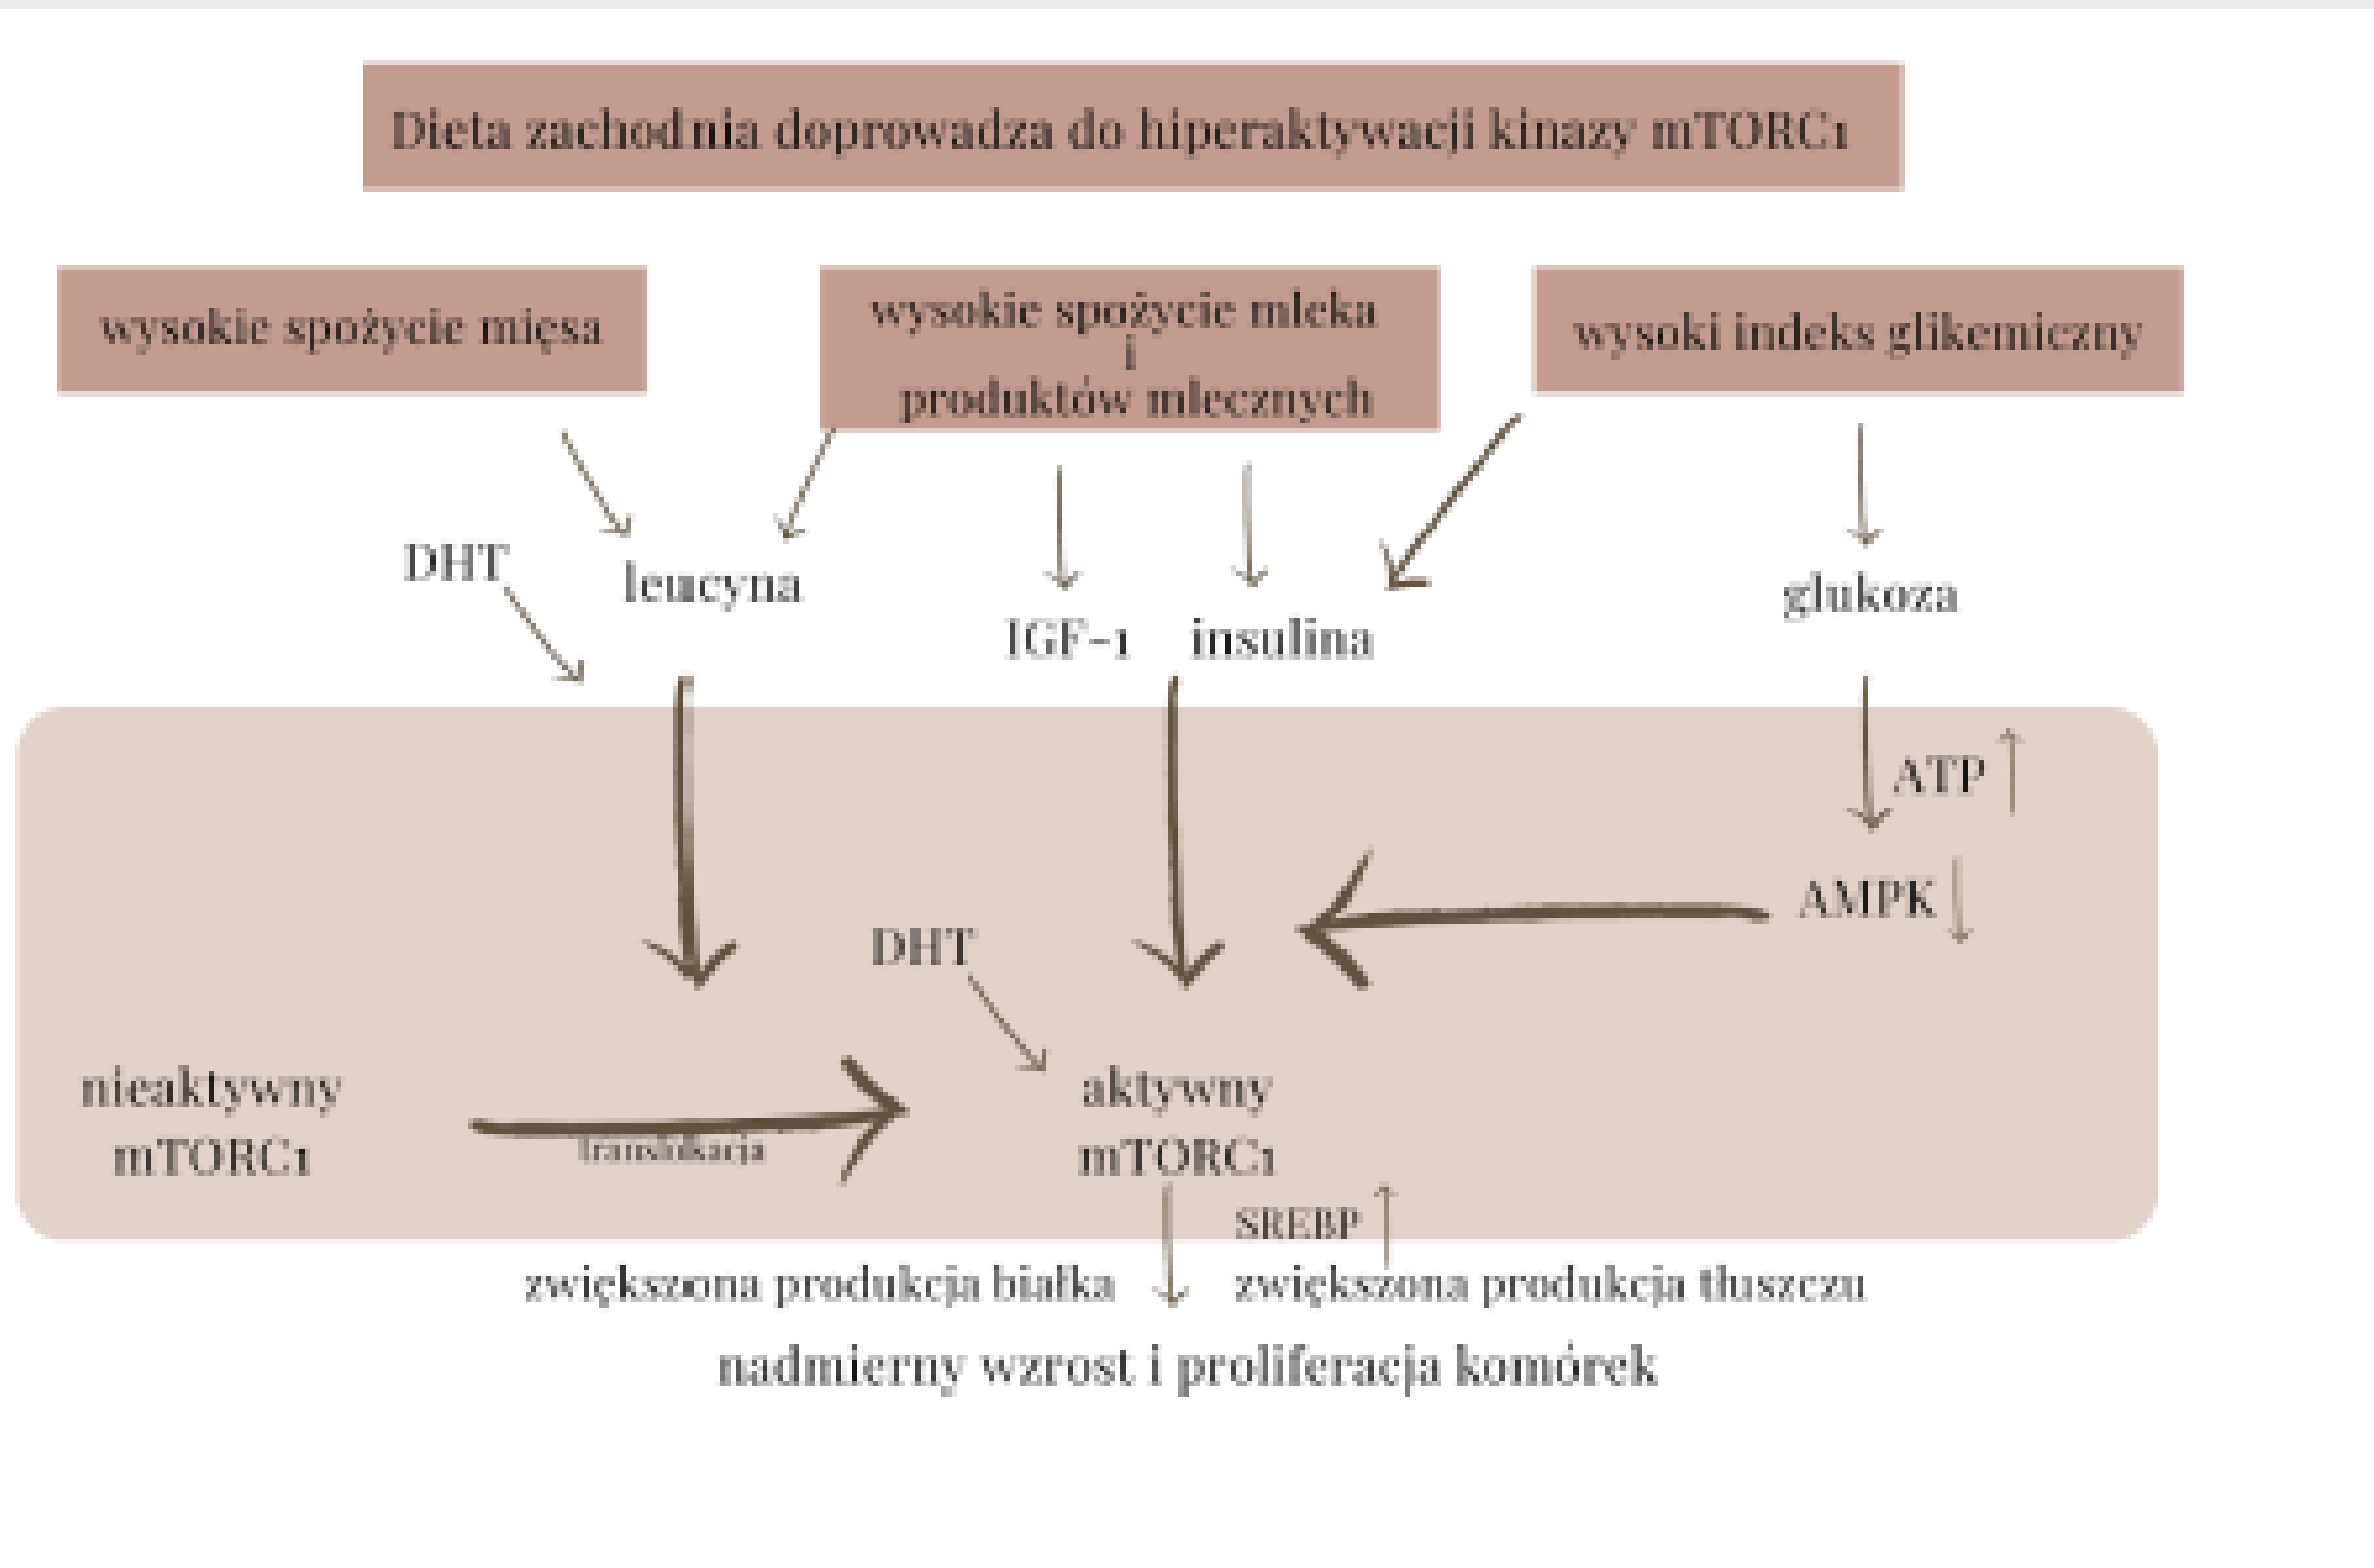 Dieta zachodnia doprowadza do hiperaktywacji kinazy mTORC1
wysokie spożycie mięsa
wysokie spożycie mleka
i
produktów mlecznych
wysoki indeks glikemiczny
DHT
leucyna
IGF-1
insulina
glukoza
ATP
AMPK
DHT
nieaktywny
mTORC1
translokacja
aktywny
mTORC1
SREBP
zwiększona produkcja białka
zwiększona produkcja tłuszczu
nadmierny wzrost i proliferacja komórek